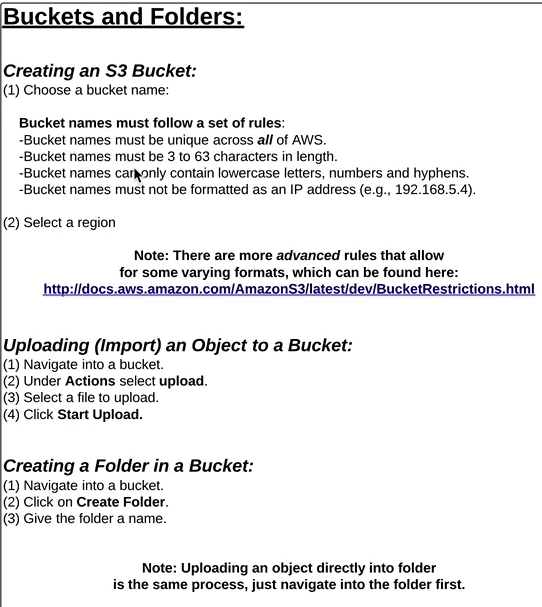 Buckets and Folders:
Creating an S3 Bucket:
(1) Choose a bucket name:
Bucket names must follow a set of rules:
-Bucket names must be unique across all of AWS.
-Bucket names must be 3 to 63 characters in length.
-Bucket names can only contain lowercase letters, numbers and hyphens.
-Bucket names must not be formatted as an IP address (e.g., 192.168.5.4).
(2) Select a region
Note: There are more advanced rules that allow
for some varying formats, which can be found here:
http://docs.aws.amazon.com/AmazonS3/latest/dev/BucketRestrictions.html
Uploading (Import) an Object to a Bucket:
(1) Navigate into a bucket.
(2) Under Actions select upload.
(3) Select a file to upload.
(4) Click Start Upload.
Creating a Folder in a Bucket:
(1) Navigate into a bucket.
(2) Click on Create Folder.
(3) Give the folder a name.
Note: Uploading an object directly into folder
is the same process, just navigate into the folder first.